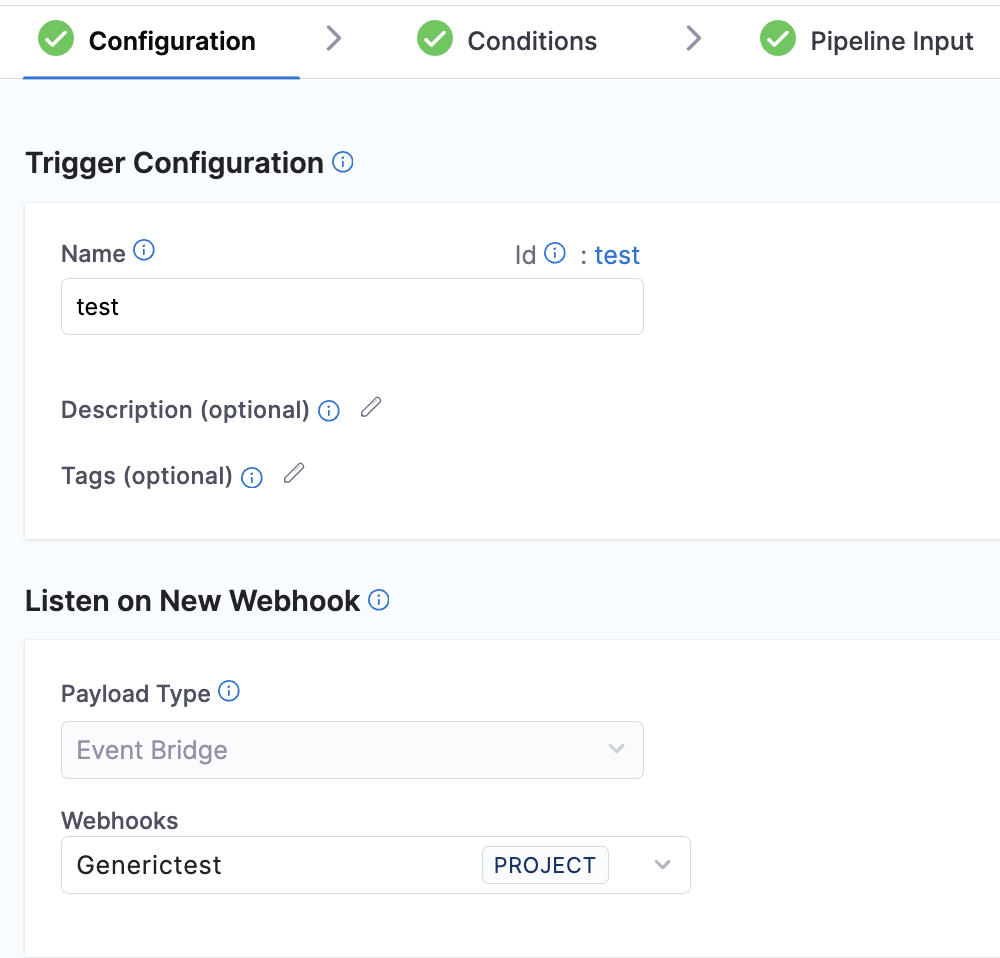 Configuration Conditions Pipeline Input
Trigger Configuration
Name Id : test
test
Description (optional)
Tags (optional)
Listen on New Webhook
Payload Type
Event Bridge
Webhooks
Generictest PROJECT